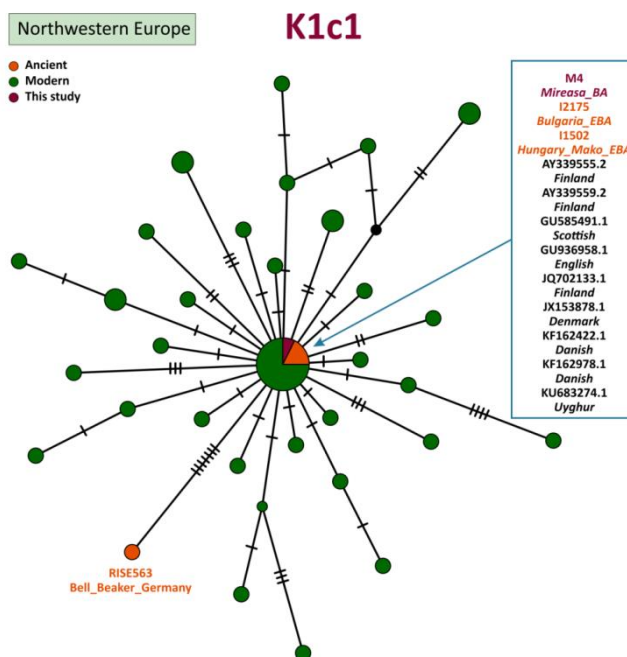 Northwestern Europe
K1c1
Ancient
Modern
This study
M4
Mireasa_BA
I2175
Bulgaria_EBA
I1502
Hungary_Mako_EBA
AY339555.2
Finland
AY339559.2
Finland
GU585491.1
Scottish
GU936958.1
English
JQ702133.1
Finland
JX153878.1
Denmark
KF162422.1
Danish
KF162978.1
Danish
KU683274.1
Uyghur
RISE563
Bell_Beaker_Germany